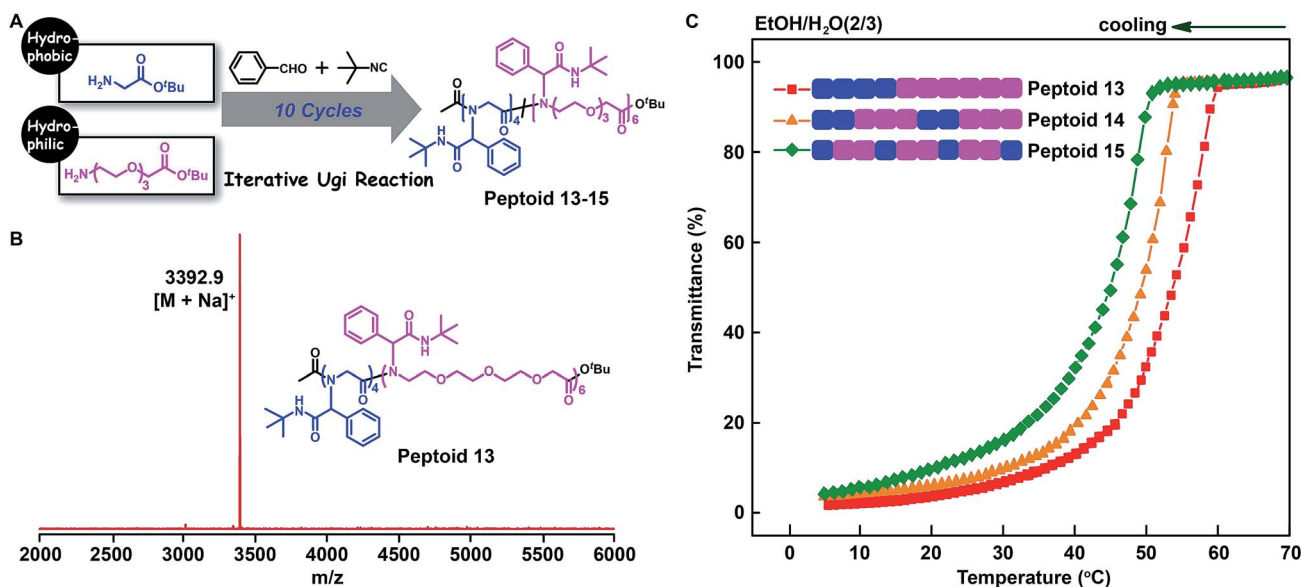 A
Hydro-
phobic
H₂N
O
OᵗBu
Hydro-
philic
H₂N
O
3
O
OᵗBu
CHO
+
NC
10 Cycles
Iterative Ugi Reaction
O
N
4
O
N
O
3
O
6
OᵗBu
O
N
H
H
N
O
Peptoid 13-15
B
3392.9
[M + Na]⁺
O
N
H
O
N
4
O
N
O
O
O
O
6
OᵗBu
H
N
O
Peptoid 13
2000
3000
3500
4000
4500
5000
5500
6000
m/z
C
EtOH/H₂O(2/3)
cooling
Peptoid 13
Peptoid 14
Peptoid 15
100
80
60
40
20
0
Transmittance (%)
0
10
20
30
40
50
60
70
Temperature (°C)